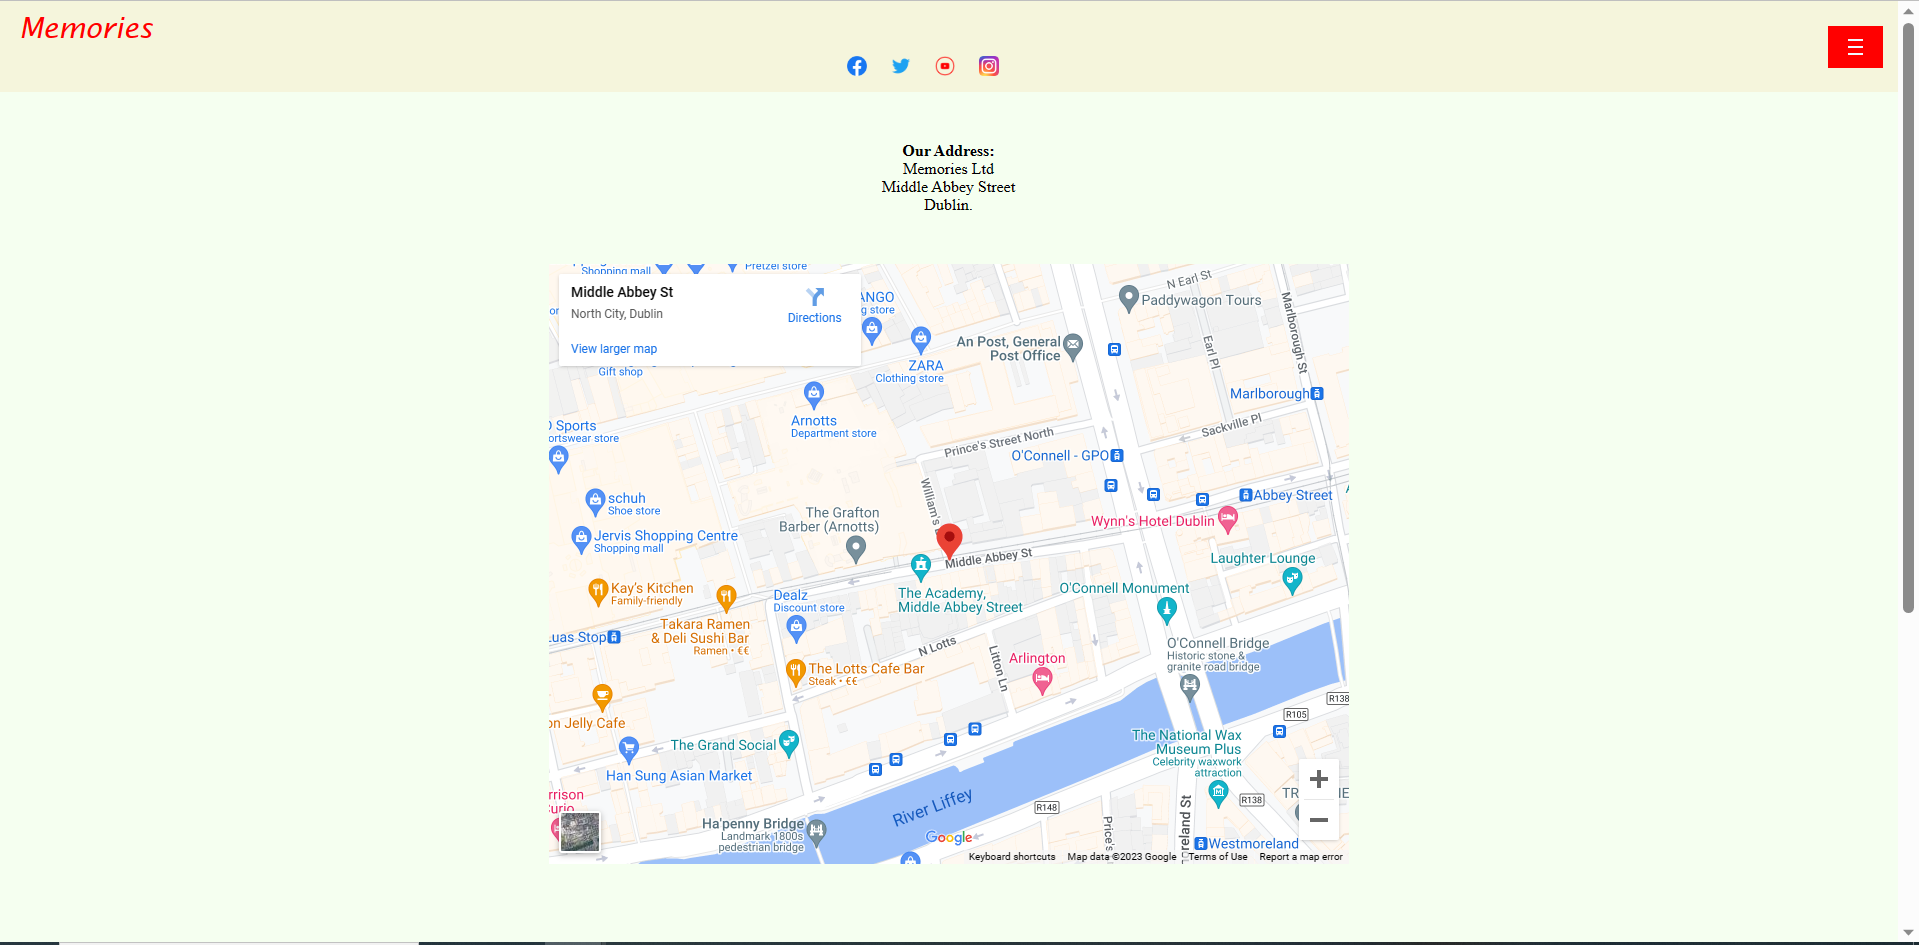 Memories
Our Address:
Memories Ltd
Middle Abbey Street
Dublin.
Shopping mall
Pretzel store
Middle Abbey St
North City, Dublin
Directions
View larger map
Gift shop
ANGO
g store
ZARA
Clothing store
An Post, General
Post Office
Paddywagon Tours
N Earl St
Earl Pl
Marlborough St
Marlborough
Sackville Pl
Arnotts
Department store
D Sports
ortswear store
Prince's Street North
O'Connell - GPO
William's
Abbey Street
Wynn's Hotel Dublin
schuh
Shoe store
The Grafton
Barber (Arnotts)
Jervis Shopping Centre
Shopping mall
Middle Abbey St
Laughter Lounge
Kay's Kitchen
Family-friendly
Dealz
Discount store
The Academy,
Middle Abbey Street
O'Connell Monument
Takara Ramen
& Deli Sushi Bar
Ramen • €€
Luas Stop
N Lotts
Litton Ln
Arlington
O'Connell Bridge
Historic stone &
granite road bridge
The Lotts Cafe Bar
Steak • €€
R138
R105
on Jelly Cafe
The Grand Social
Han Sung Asian Market
The National Wax
Museum Plus
Celebrity waxwork
attraction
rrison
Curio
River Liffey
R148
R138
Ha'penny Bridge
Landmark 1800s
pedestrian bridge
Price's
oreland St
Westmoreland
Google
Keyboard shortcuts
Map data ©2023 Google
Terms of Use
Report a map error